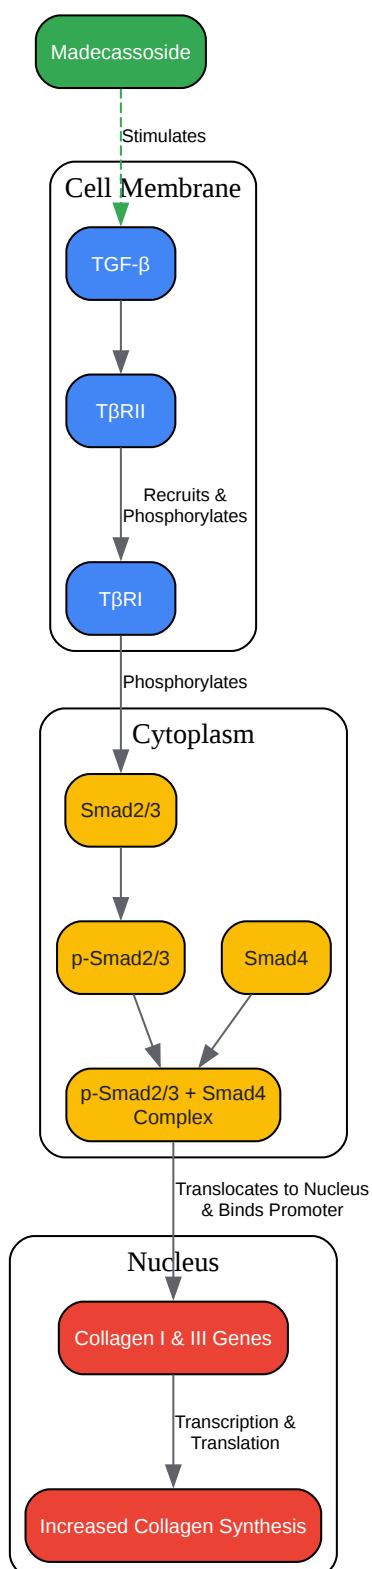 Madecassoside
Stimulates
Cell Membrane
TGF-β
TβRII
Recruits &
Phosphorylates
TβRI
Phosphorylates
Cytoplasm
Smad2/3
p-Smad2/3
Smad4
p-Smad2/3 + Smad4
Complex
Translocates to Nucleus
& Binds Promoter
Nucleus
Collagen I & III Genes
Transcription &
Translation
Increased Collagen Synthesis